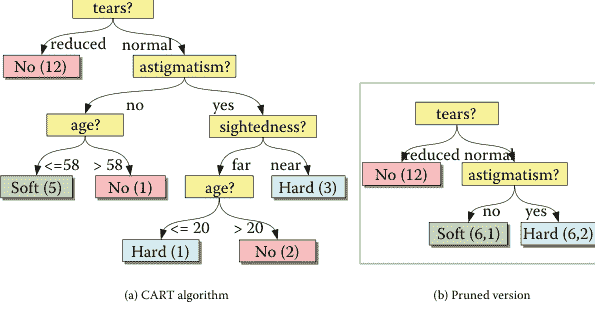 tears?
reduced normal
No (12) astigmatism?
no yes
age? sightedness?
<=58 > 58 far near
Soft (5) No (1) age? Hard (3)
<= 20 > 20
Hard (1) No (2)
(a) CART algorithm
tears?
reduced normal
No (12) astigmatism?
no yes
Soft (6,1) Hard (6,2)
(b) Pruned version